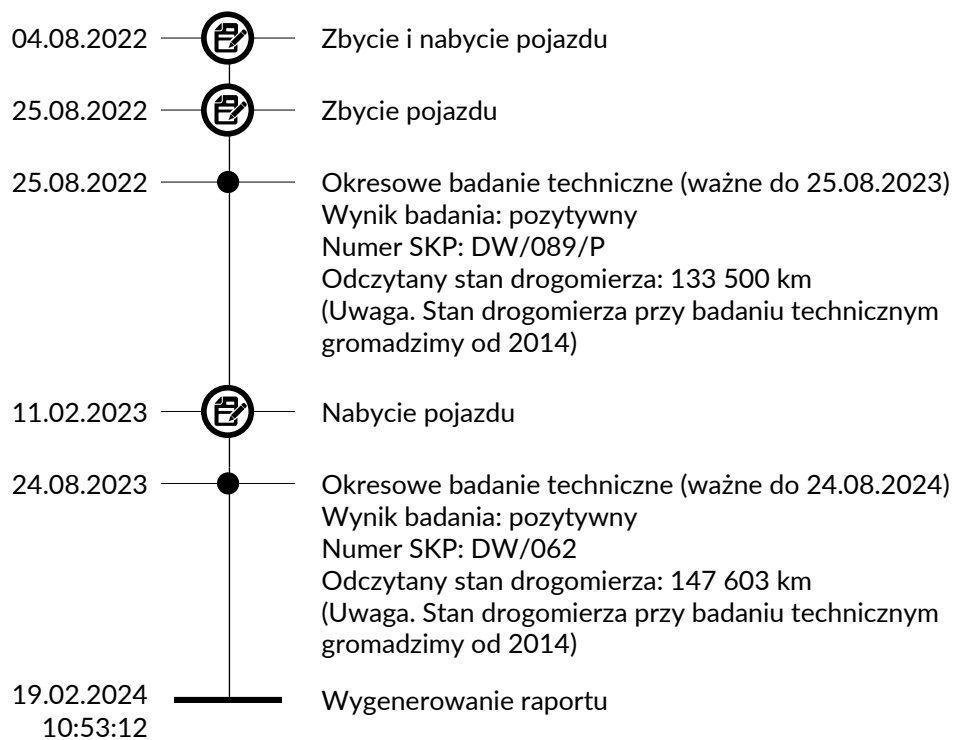 04.08.2022 Zbycie i nabycie pojazdu
25.08.2022 Zbycie pojazdu
25.08.2022 Okresowe badanie techniczne (ważne do 25.08.2023)
Wynik badania: pozytywny
Numer SKP: DW/089/P
Odczytany stan drogomierza: 133 500 km
(Uwaga. Stan drogomierza przy badaniu technicznym
gromadzimy od 2014)
11.02.2023 Nabycie pojazdu
24.08.2023 Okresowe badanie techniczne (ważne do 24.08.2024)
Wynik badania: pozytywny
Numer SKP: DW/062
Odczytany stan drogomierza: 147 603 km
(Uwaga. Stan drogomierza przy badaniu technicznym
gromadzimy od 2014)
19.02.2024 Wygenerowanie raportu
10:53:12